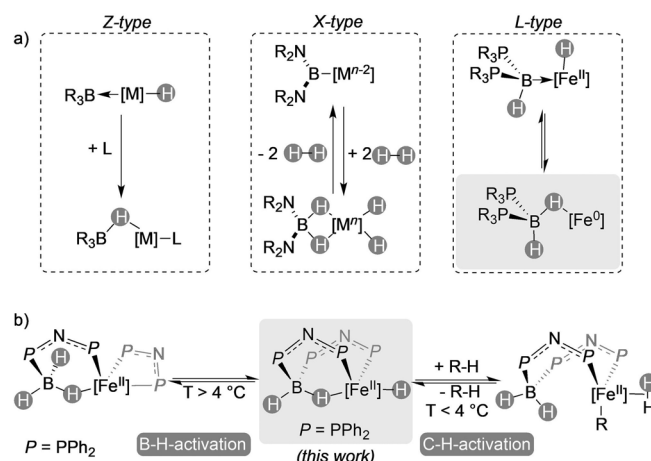 a)
Z-type
R₃B [M] H
+ L
H
R₃B [M]–L
X-type
R₂N
B–[Mⁿ⁻²]
R₂N
- 2 H–H + 2 H–H
R₂N H H
B [Mⁿ]
R₂N H H
L-type
R₃P H
R₃P B [Feᴵᴵ]
H
R₃P H
R₃P B [Fe⁰]
H
b)
N
P P P N
H B [Feᴵᴵ] P
H H
P = PPh₂
T > 4 °C
B-H-activation
N N
P P P P
B [Feᴵᴵ] H
H H
P = PPh₂
(this work)
+ R-H
- R-H
T < 4 °C
C-H-activation
N N
P P P P
H B [Feᴵᴵ] H
H R H